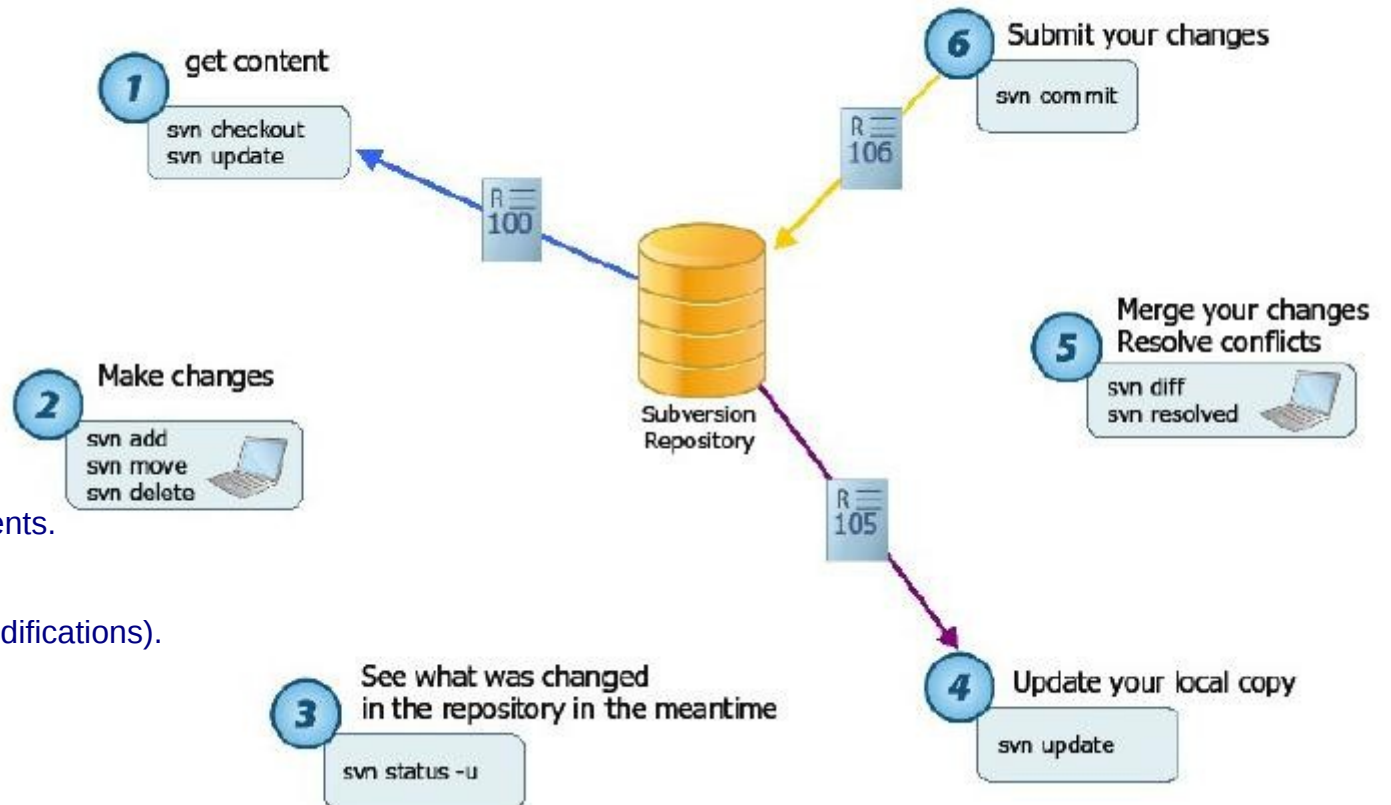 1
get content
svn checkout
svn update
R
100
2
Make changes
svn add
svn move
svn delete
ents.
difications).
3
See what was changed
in the repository in the meantime
svn status -u
Subversion
Repository
R
105
4
Update your local copy
svn update
5
Merge your changes
Resolve conflicts
svn diff
svn resolved
6
Submit your changes
svn commit
R
106